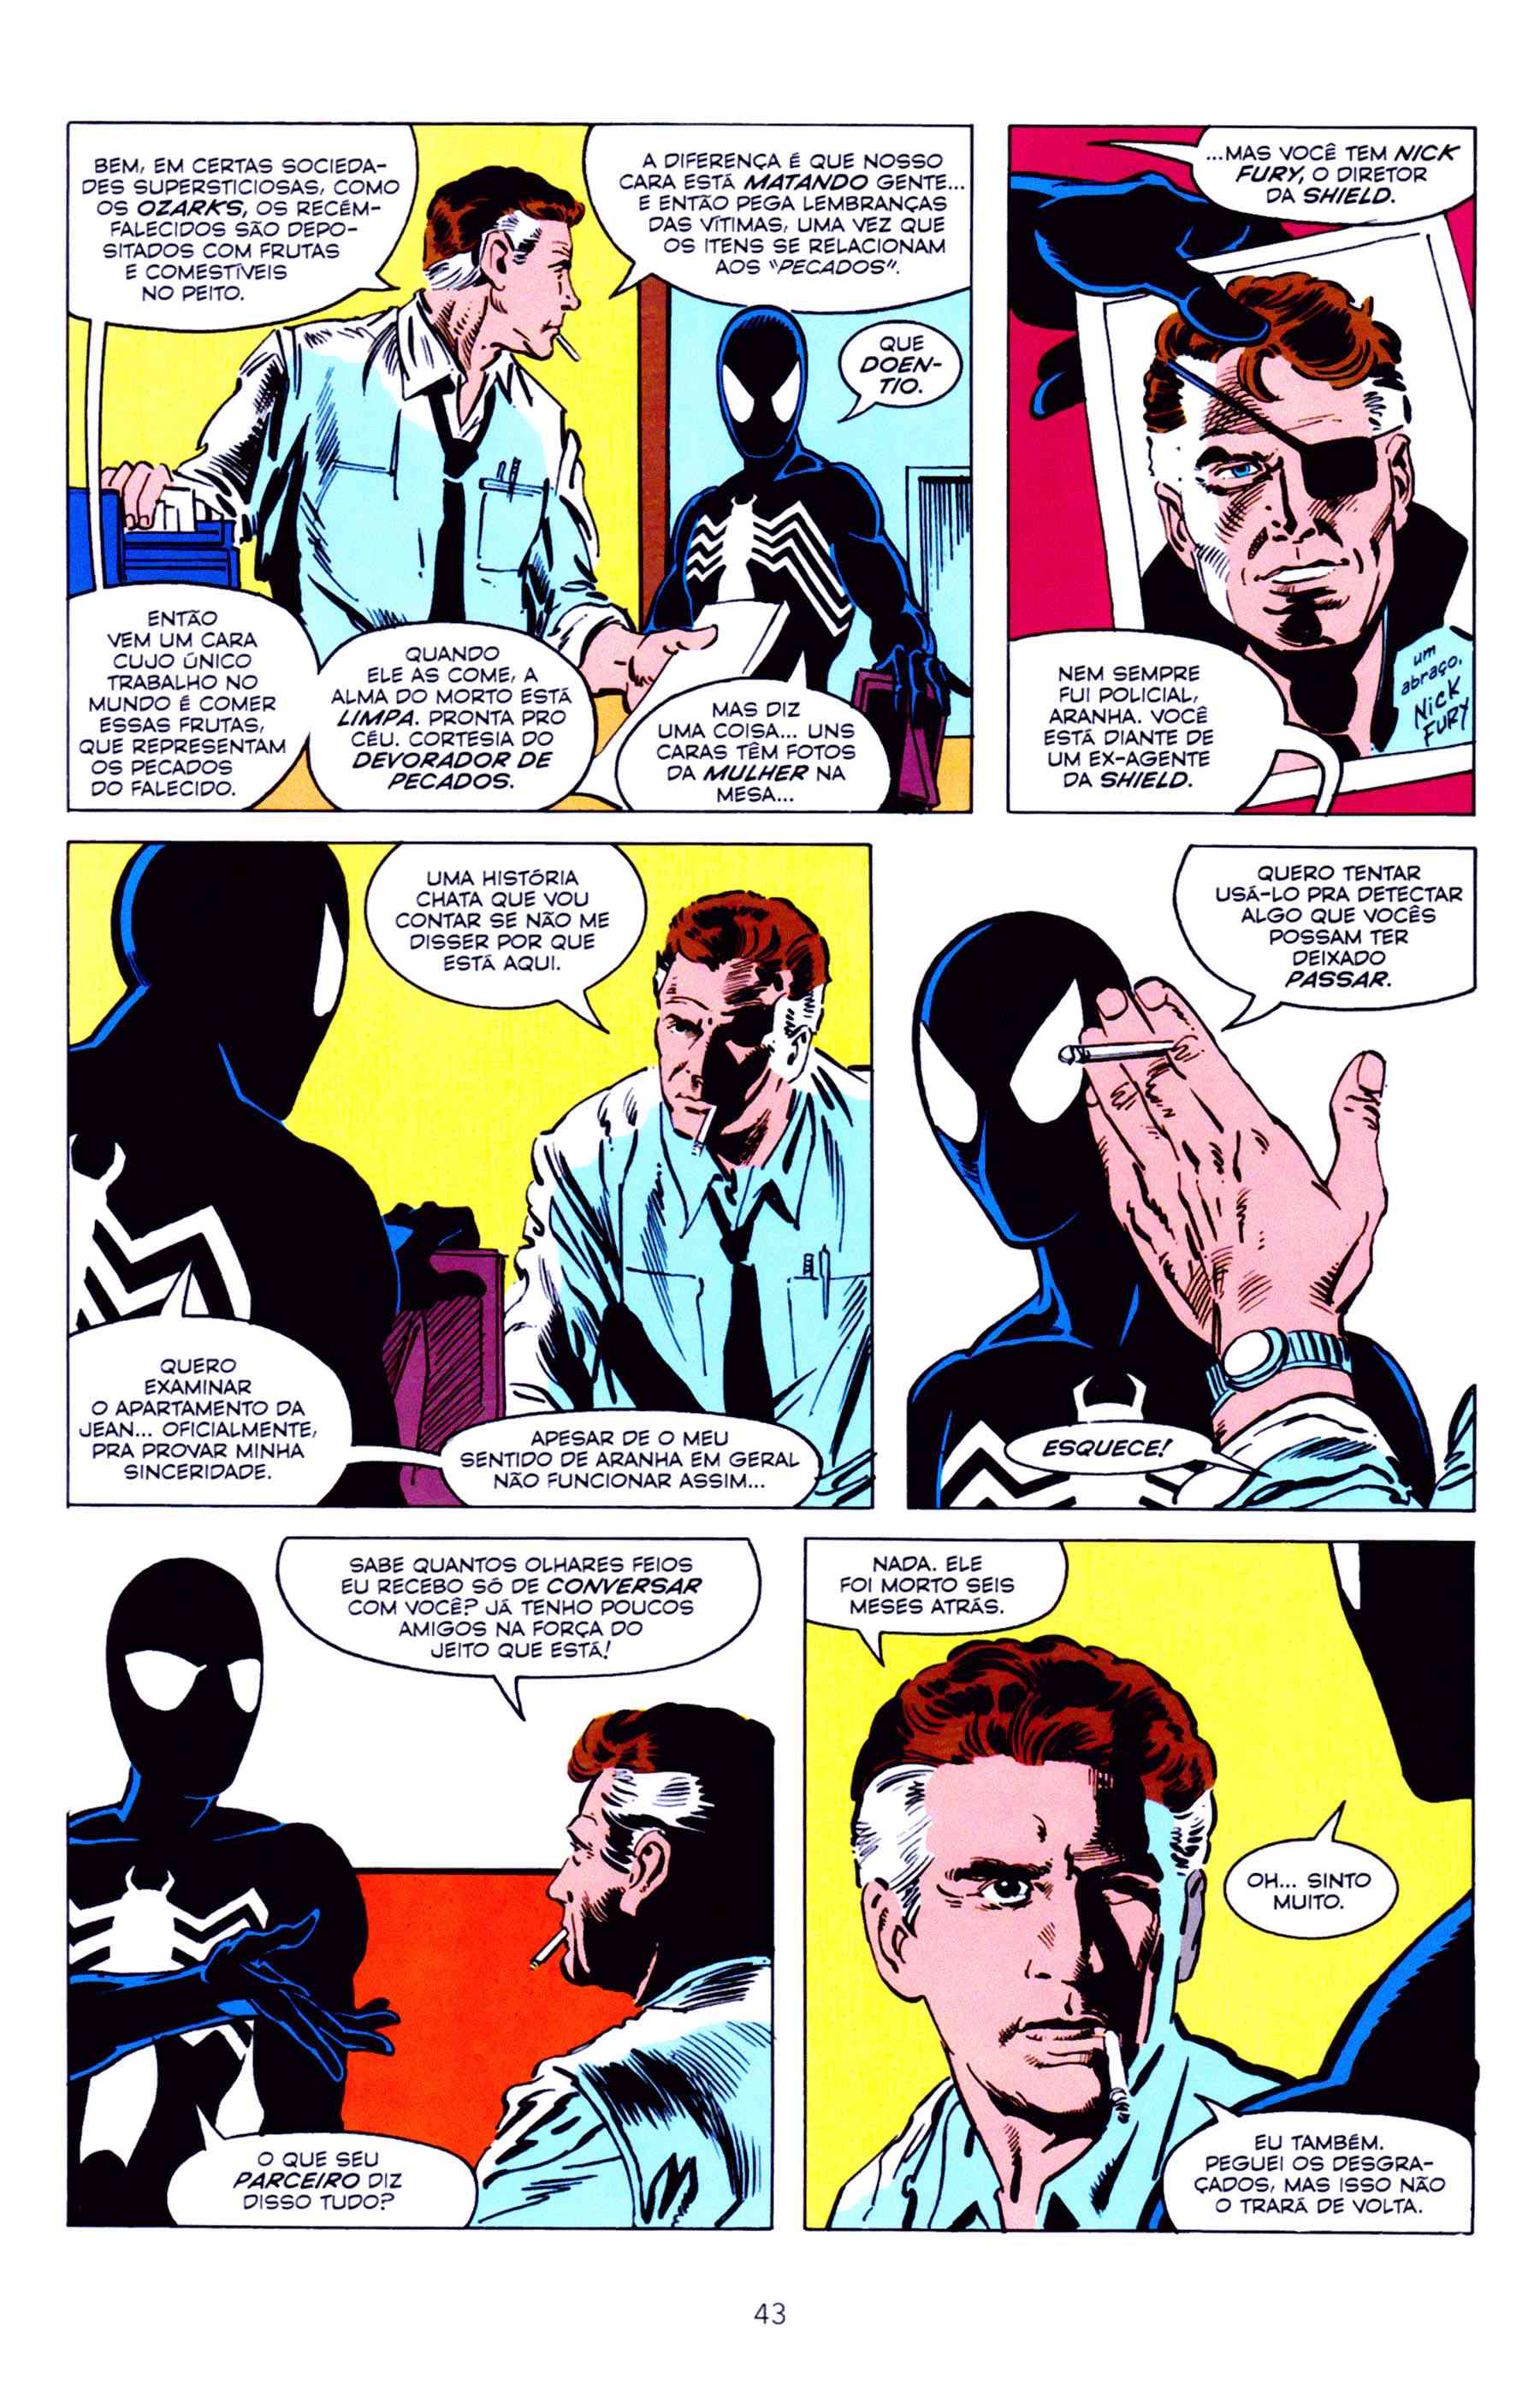 BEM, EM CERTAS SOCIEDA-
DES SUPERSTICIOSAS, COMO
OS OZARKS, OS RECÉM-
FALECIDOS SÃO DEPO-
SITADOS COM FRUTAS
E COMESTÍVEIS
NO PEITO.
ENTÃO
VEM UM CARA
CUJO ÚNICO
TRABALHO NO
MUNDO É COMER
ESSAS FRUTAS,
QUE REPRESENTAM
OS PECADOS
DO FALECIDO.
QUANDO
ELE AS COME, A
ALMA DO MORTO ESTÁ
LIMPA. PRONTA PRO
CÉU. CORTESIA DO
DEVORADOR DE
PECADOS.
A DIFERENÇA É QUE NOSSO
CARA ESTÁ MATANDO GENTE...
E ENTÃO PEGA LEMBRANÇAS
DAS VÍTIMAS, UMA VEZ QUE
OS ITENS SE RELACIONAM
AOS "PECADOS".
QUE
DOEN-
TIO.
MAS DIZ
UMA COISA... UNS
CARAS TÊM FOTOS
DA MULHER NA
MESA...
...MAS VOCÊ TEM NICK
FURY, O DIRETOR
DA SHIELD.
um
abraço,
NICK
FURY
NEM SEMPRE
FUI POLICIAL,
ARANHA. VOCÊ
ESTÁ DIANTE DE
UM EX-AGENTE
DA SHIELD.
UMA HISTÓRIA
CHATA QUE VOU
CONTAR SE NÃO ME
DISSER POR QUE
ESTÁ AQUI.
QUERO
EXAMINAR
O APARTAMENTO DA
JEAN... OFICIALMENTE,
PRA PROVAR MINHA
SINCERIDADE.
APESAR DE O MEU
SENTIDO DE ARANHA EM GERAL
NÃO FUNCIONAR ASSIM...
QUERO TENTAR
USÁ-LO PRA DETECTAR
ALGO QUE VOCÊS
POSSAM TER
DEIXADO
PASSAR.
ESQUECE!
SABE QUANTOS OLHARES FEIOS
EU RECEBO SÓ DE CONVERSAR
COM VOCÊ? JÁ TENHO POUCOS
AMIGOS NA FORÇA DO
JEITO QUE ESTÁ!
O QUE SEU
PARCEIRO DIZ
DISSO TUDO?
NADA. ELE
FOI MORTO SEIS
MESES ATRÁS.
OH... SINTO
MUITO.
EU TAMBÉM.
PEGUEI OS DESGRA-
ÇADOS, MAS ISSO NÃO
O TRARÁ DE VOLTA.
43